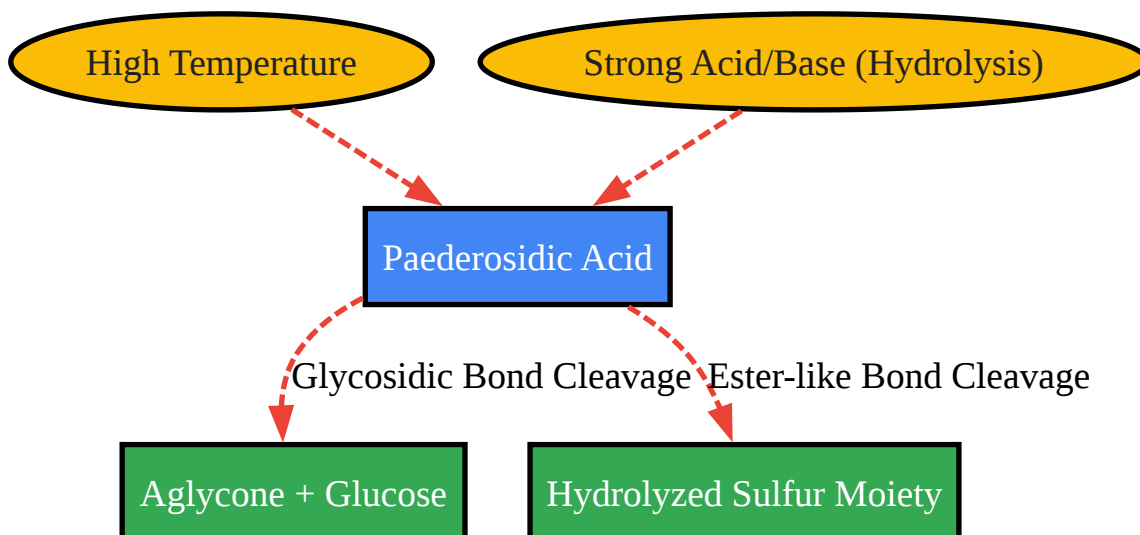 High Temperature
Strong Acid/Base (Hydrolysis)
Paederosidic Acid
Glycosidic Bond Cleavage
Ester-like Bond Cleavage
Aglycone + Glucose
Hydrolyzed Sulfur Moiety